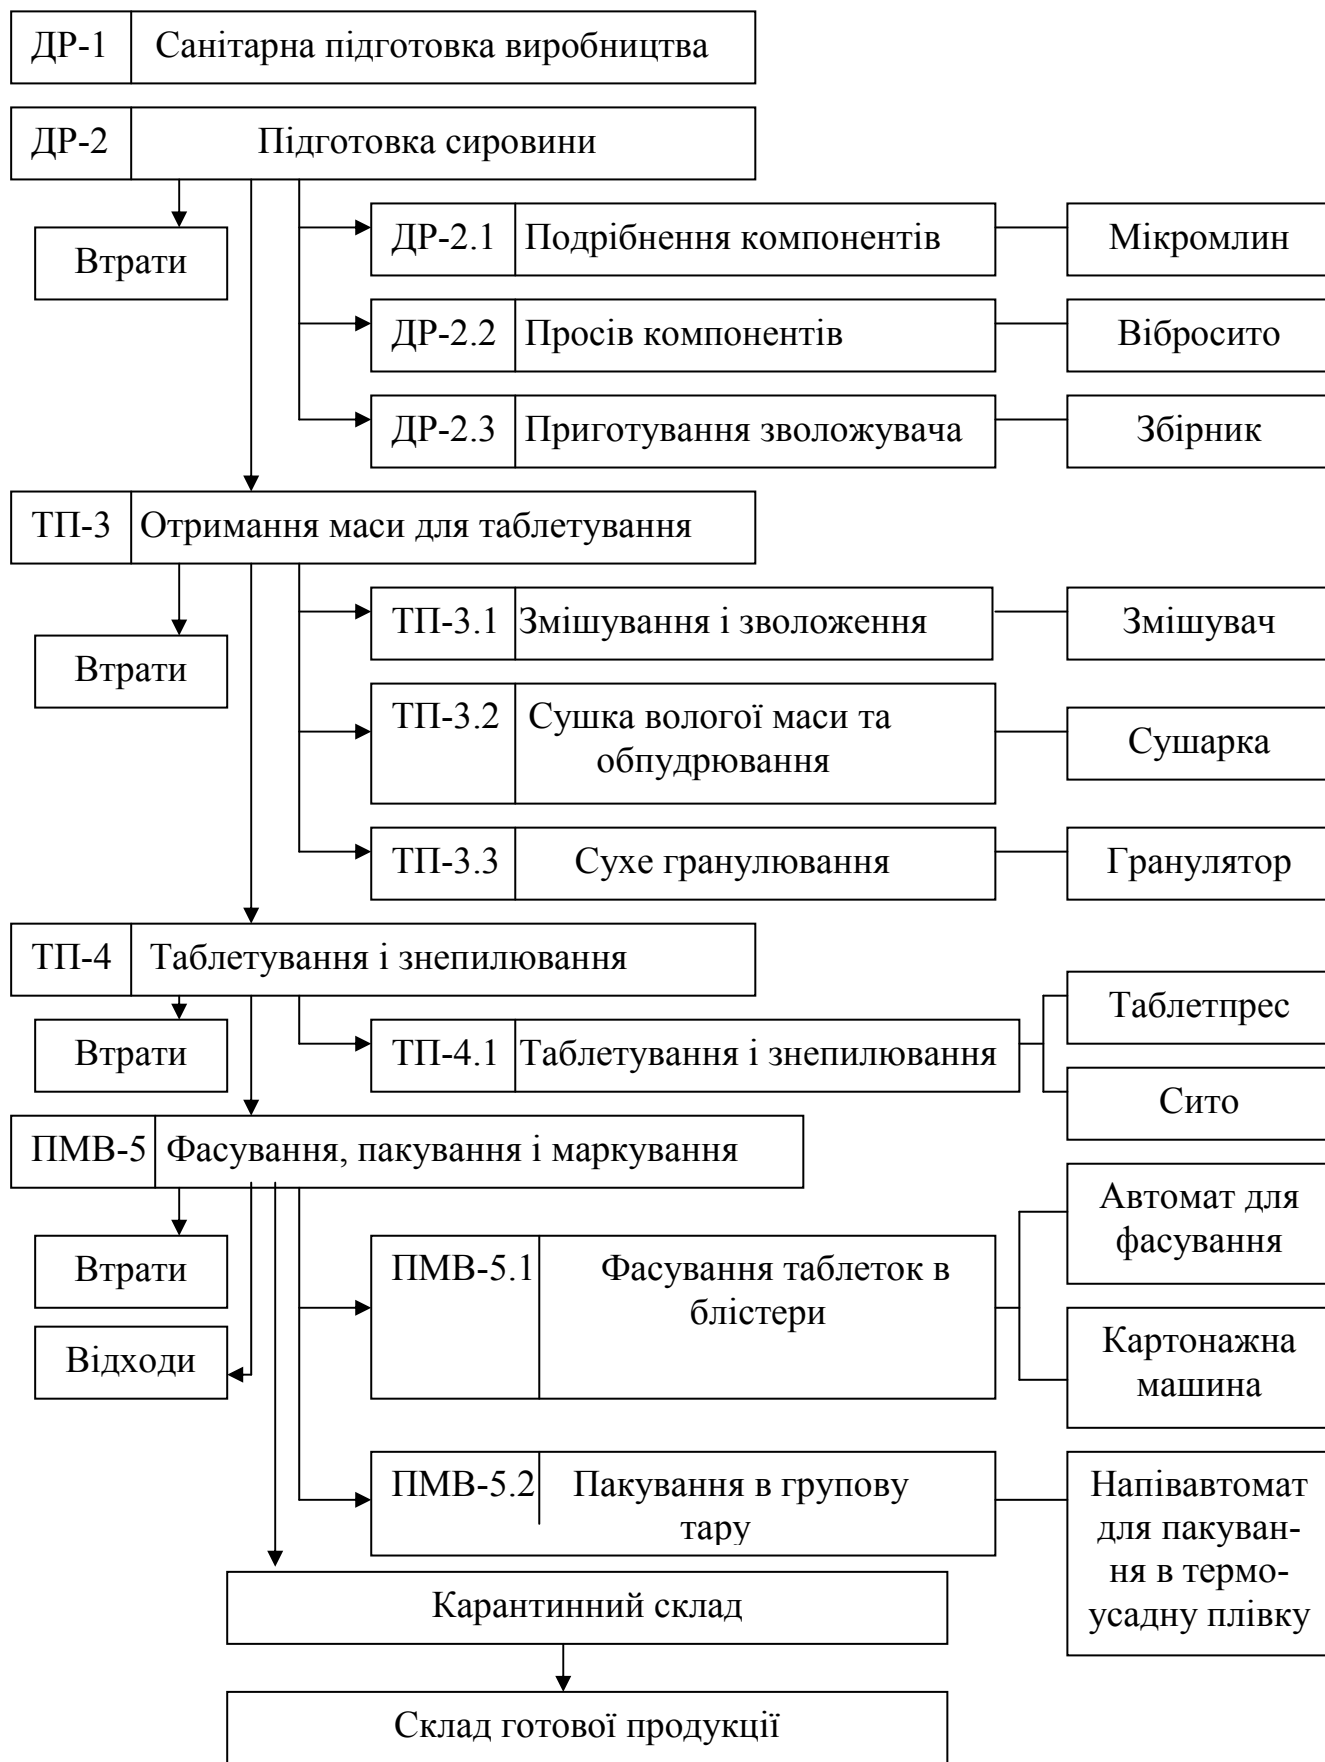 ДР-1 Санітарна підготовка виробництва
ДР-2 Підготовка сировини
Втрати
ДР-2.1 Подрібнення компонентів Мікромлин
ДР-2.2 Просів компонентів Вібросито
ДР-2.3 Приготування зволожувача Збірник
ТП-3 Отримання маси для таблетування
Втрати
ТП-3.1 Змішування і зволоження Змішувач
ТП-3.2 Сушка вологої маси та
обпудрювання
Сушарка
ТП-3.3 Сухе гранулювання Гранулятор
ТП-4 Таблетування і знепилювання
Втрати
ТП-4.1 Таблетування і знепилювання
Таблетпрес
Сито
ПМВ-5 Фасування, пакування і маркування
Втрати
Відходи
ПМВ-5.1 Фасування таблеток в
блістери
Автомат для
фасування
Картонажна
машина
ПМВ-5.2 Пакування в групову
тару
Напівавтомат
для пакуван-
ня в термо-
усадну плівку
Карантинний склад
Склад готової продукції